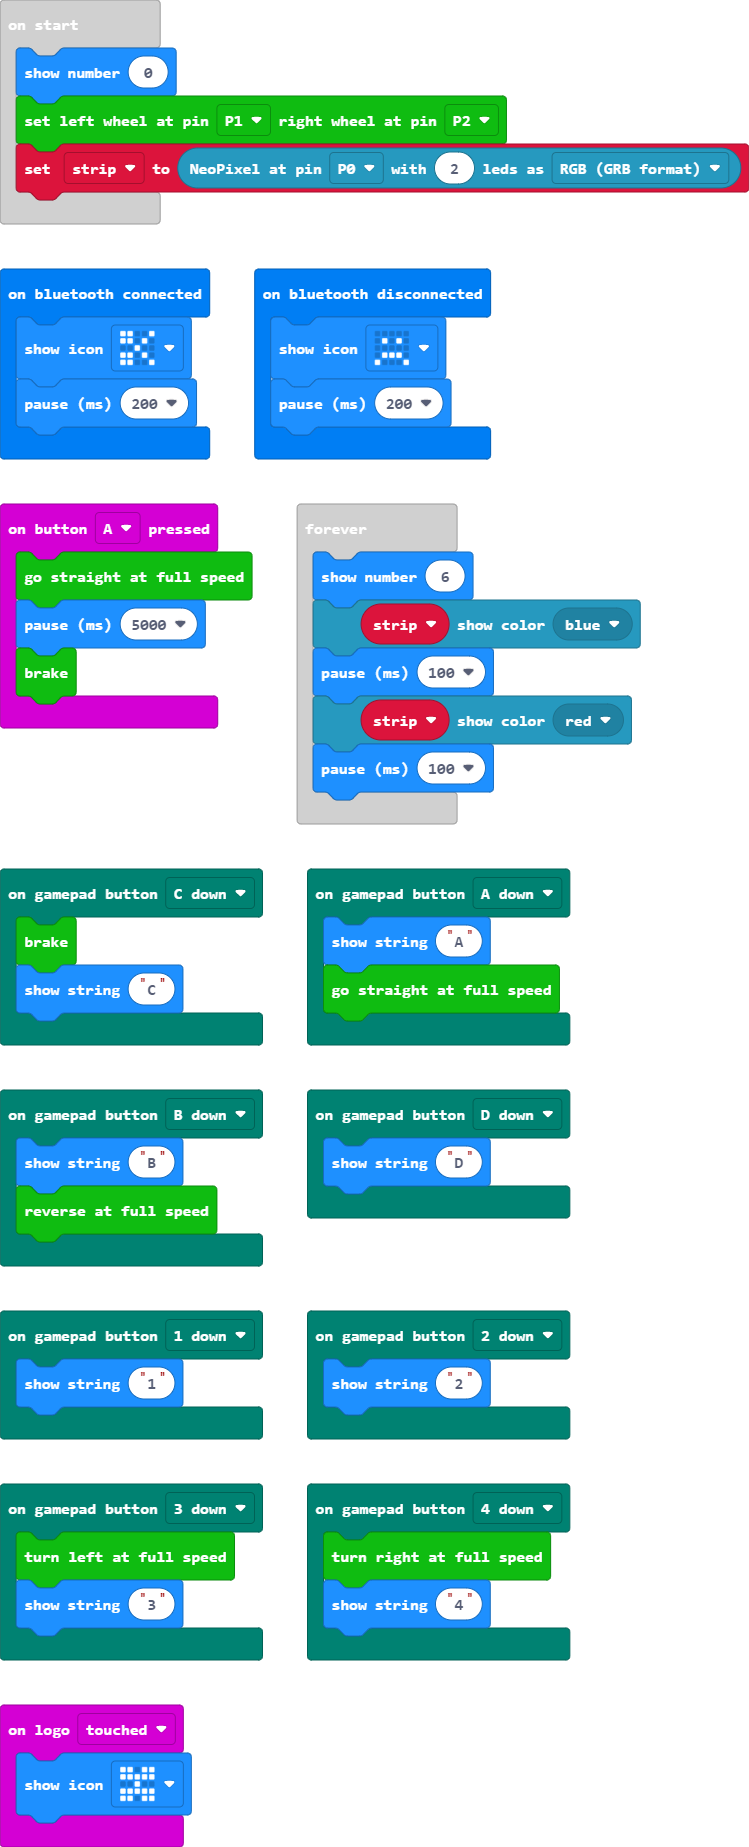 on start
show number 0
set left wheel at pin P1 right wheel at pin P2
set strip to NeoPixel at pin P0 with 2 leds as RGB (GRB format)
on bluetooth connected
show icon
pause (ms) 200
on bluetooth disconnected
show icon
pause (ms) 200
on button A pressed
go straight at full speed
pause (ms) 5000
brake
forever
show number 6
strip show color blue
pause (ms) 100
strip show color red
pause (ms) 100
on gamepad button C down
brake
show string "C"
on gamepad button A down
show string "A"
go straight at full speed
on gamepad button B down
show string "B"
reverse at full speed
on gamepad button D down
show string "D"
on gamepad button 1 down
show string "1"
on gamepad button 2 down
show string "2"
on gamepad button 3 down
turn left at full speed
show string "3"
on gamepad button 4 down
turn right at full speed
show string "4"
on logo touched
show icon